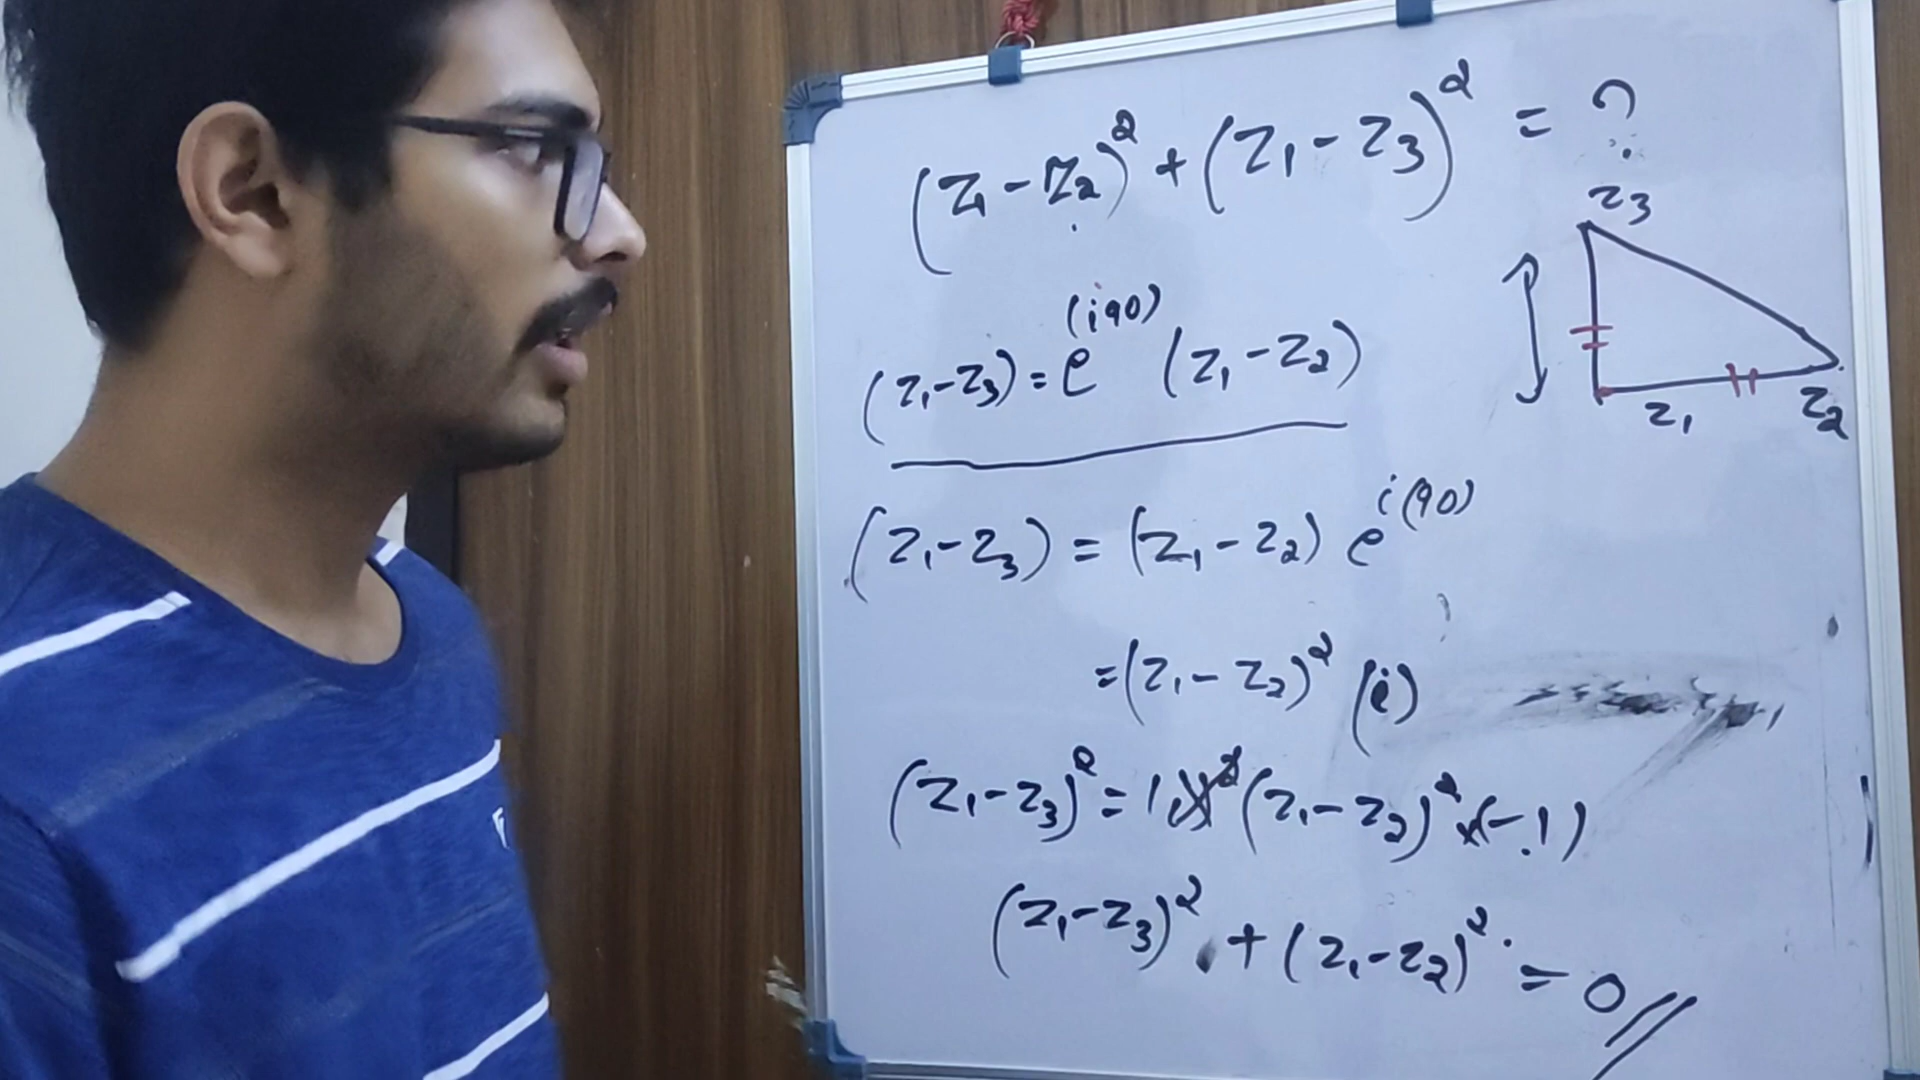 (Z₁ - Z₂)² + (Z₁ - Z₃)² = ?
Z₃
Z₁
Z₂
(Z₁-Z₃) = e^(i90) (Z₁-Z₂)
(Z₁-Z₃) = (Z₁-Z₂) e^i(90)
=(Z₁-Z₂)² (i)
(Z₁-Z₃)² = (Z₁-Z₂)² x(-1)
(Z₁-Z₃)² + (Z₁-Z₂)² = 0//